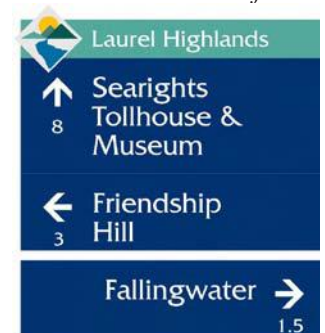 Laurel Highlands
Searights
8
Tollhouse &
Museum
Friendship
3
Hill
Fallingwater
1.5